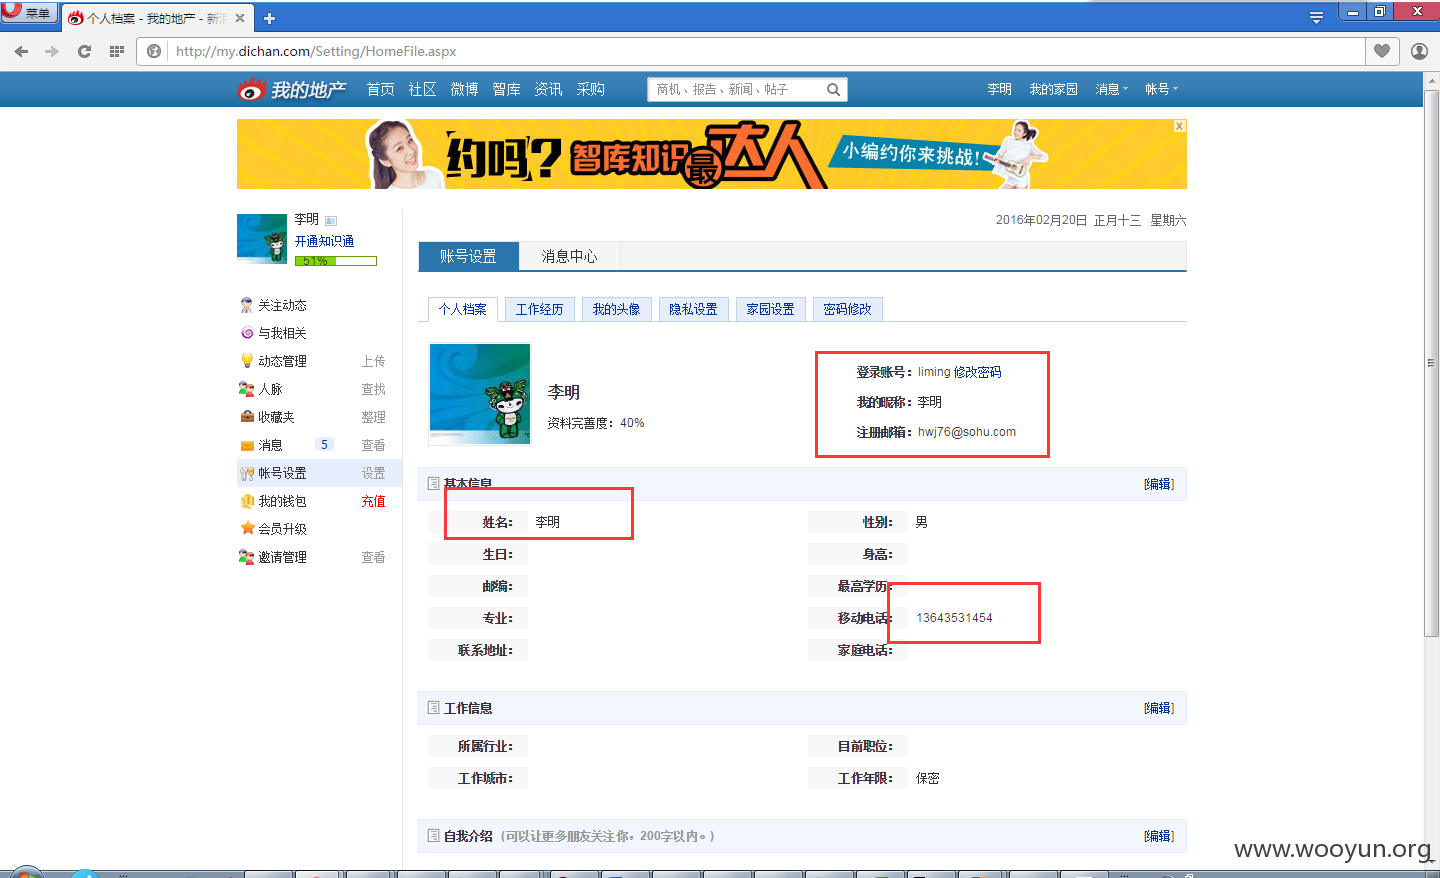 菜单
个人档案 - 我的地产 - 新
http://my.dichan.com/Setting/HomeFile.aspx
我的地产 首页 社区 微博 智库 资讯 采购
商机、报告、新闻、帖子
李明 我的家园 消息 帐号
约吗? 智库知识最达人 小编约你来挑战!
X
李明
开通知识通
51%
2016年02月20日 正月十三 星期六
账号设置 消息中心
关注动态
与我相关
动态管理 上传
人脉 查找
收藏夹 整理
消息 5 查看
帐号设置 设置
我的钱包 充值
会员升级
邀请管理 查看
个人档案 工作经历 我的头像 隐私设置 家园设置 密码修改
李明
资料完善度：40%
登录账号：liming 修改密码
我的昵称：李明
注册邮箱：hwj76@sohu.com
基本信息 [编辑]
姓名： 李明 性别： 男
生日： 身高：
邮编： 最高学历：
专业： 移动电话： 13643531454
联系地址： 家庭电话：
工作信息 [编辑]
所属行业： 目前职位：
工作城市： 工作年限： 保密
自我介绍 （可以让更多朋友关注你，200字以内。） [编辑]
www.wooyun.org